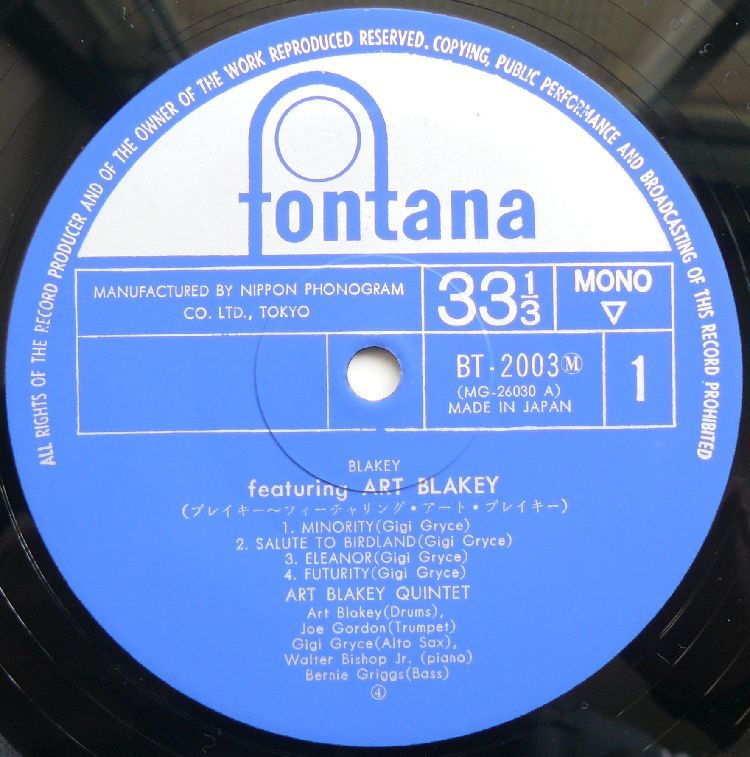 ALL RIGHTS OF THE RECORD PRODUCER AND OF THE OWNER OF THE WORK REPRODUCED RESERVED. COPYING, PUBLIC PERFORMANCE AND BROADCASTING OF THIS RECORD PROHIBITED
fontana
MANUFACTURED BY NIPPON PHONOGRAM
CO. LTD., TOKYO
33 1/3
MONO
▽
BT-2003Ⓜ
(MG-26030 A)
MADE IN JAPAN
1
BLAKEY
featuring ART BLAKEY
(ブレイキー〜フィーチャリング・アート・ブレイキー)
1. MINORITY(Gigi Gryce)
2. SALUTE TO BIRDLAND(Gigi Gryce)
3. ELEANOR(Gigi Gryce)
4. FUTURITY(Gigi Gryce)
ART BLAKEY QUINTET
Art Blakey(Drums),
Joe Gordon(Trumpet)
Gigi Gryce(Alto Sax),
Walter Bishop Jr. (piano)
Bernie Griggs(Bass)
④